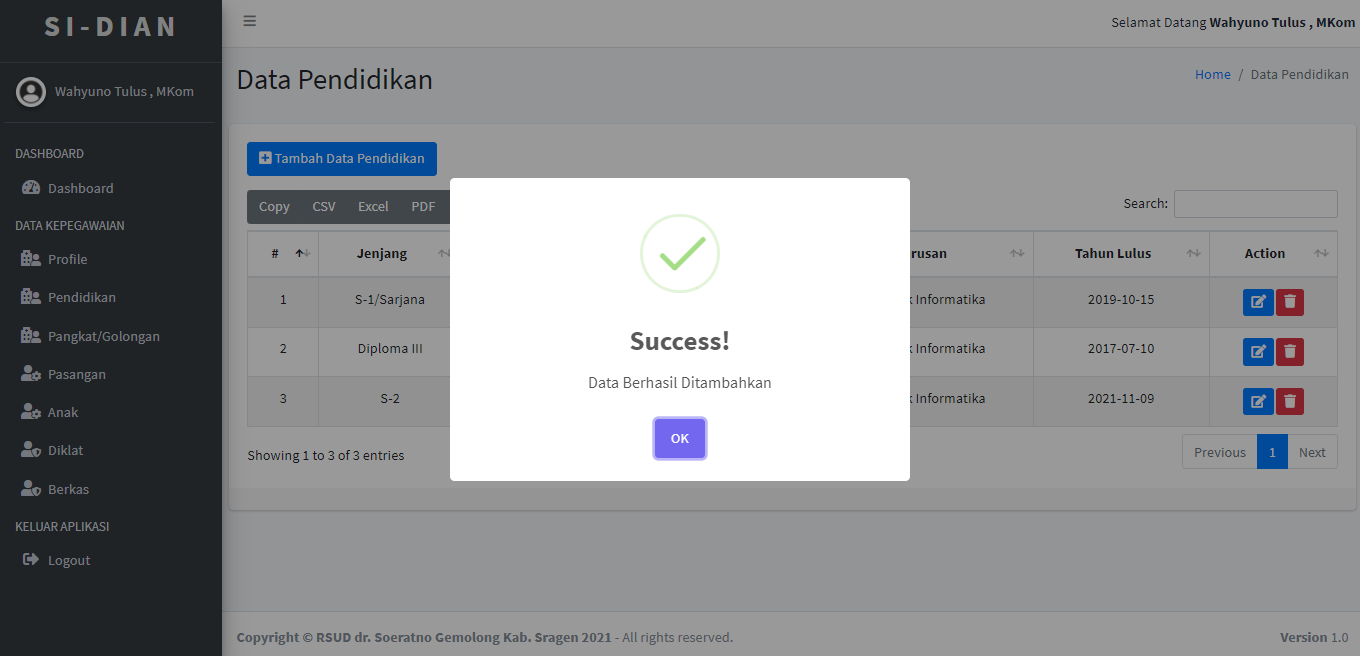 SI-DIAN
Selamat Datang Wahyuno Tulus , MKom
Wahyuno Tulus , MKom
Data Pendidikan
Home / Data Pendidikan
DASHBOARD
Dashboard
DATA KEPEGAWAIAN
Profile
Pendidikan
Pangkat/Golongan
Pasangan
Anak
Diklat
Berkas
KELUAR APLIKASI
Logout
Tambah Data Pendidikan
Copy CSV Excel PDF
Search:
# Jenjang Tahun Lulus Action
1 S-1/Sarjana Informatika 2019-10-15
2 Diploma III Informatika 2017-07-10
3 S-2 Informatika 2021-11-09
Showing 1 to 3 of 3 entries
Previous 1 Next
Success!
Data Berhasil Ditambahkan
OK
Copyright © RSUD dr. Soeratno Gemolong Kab. Sragen 2021 - All rights reserved.
Version 1.0